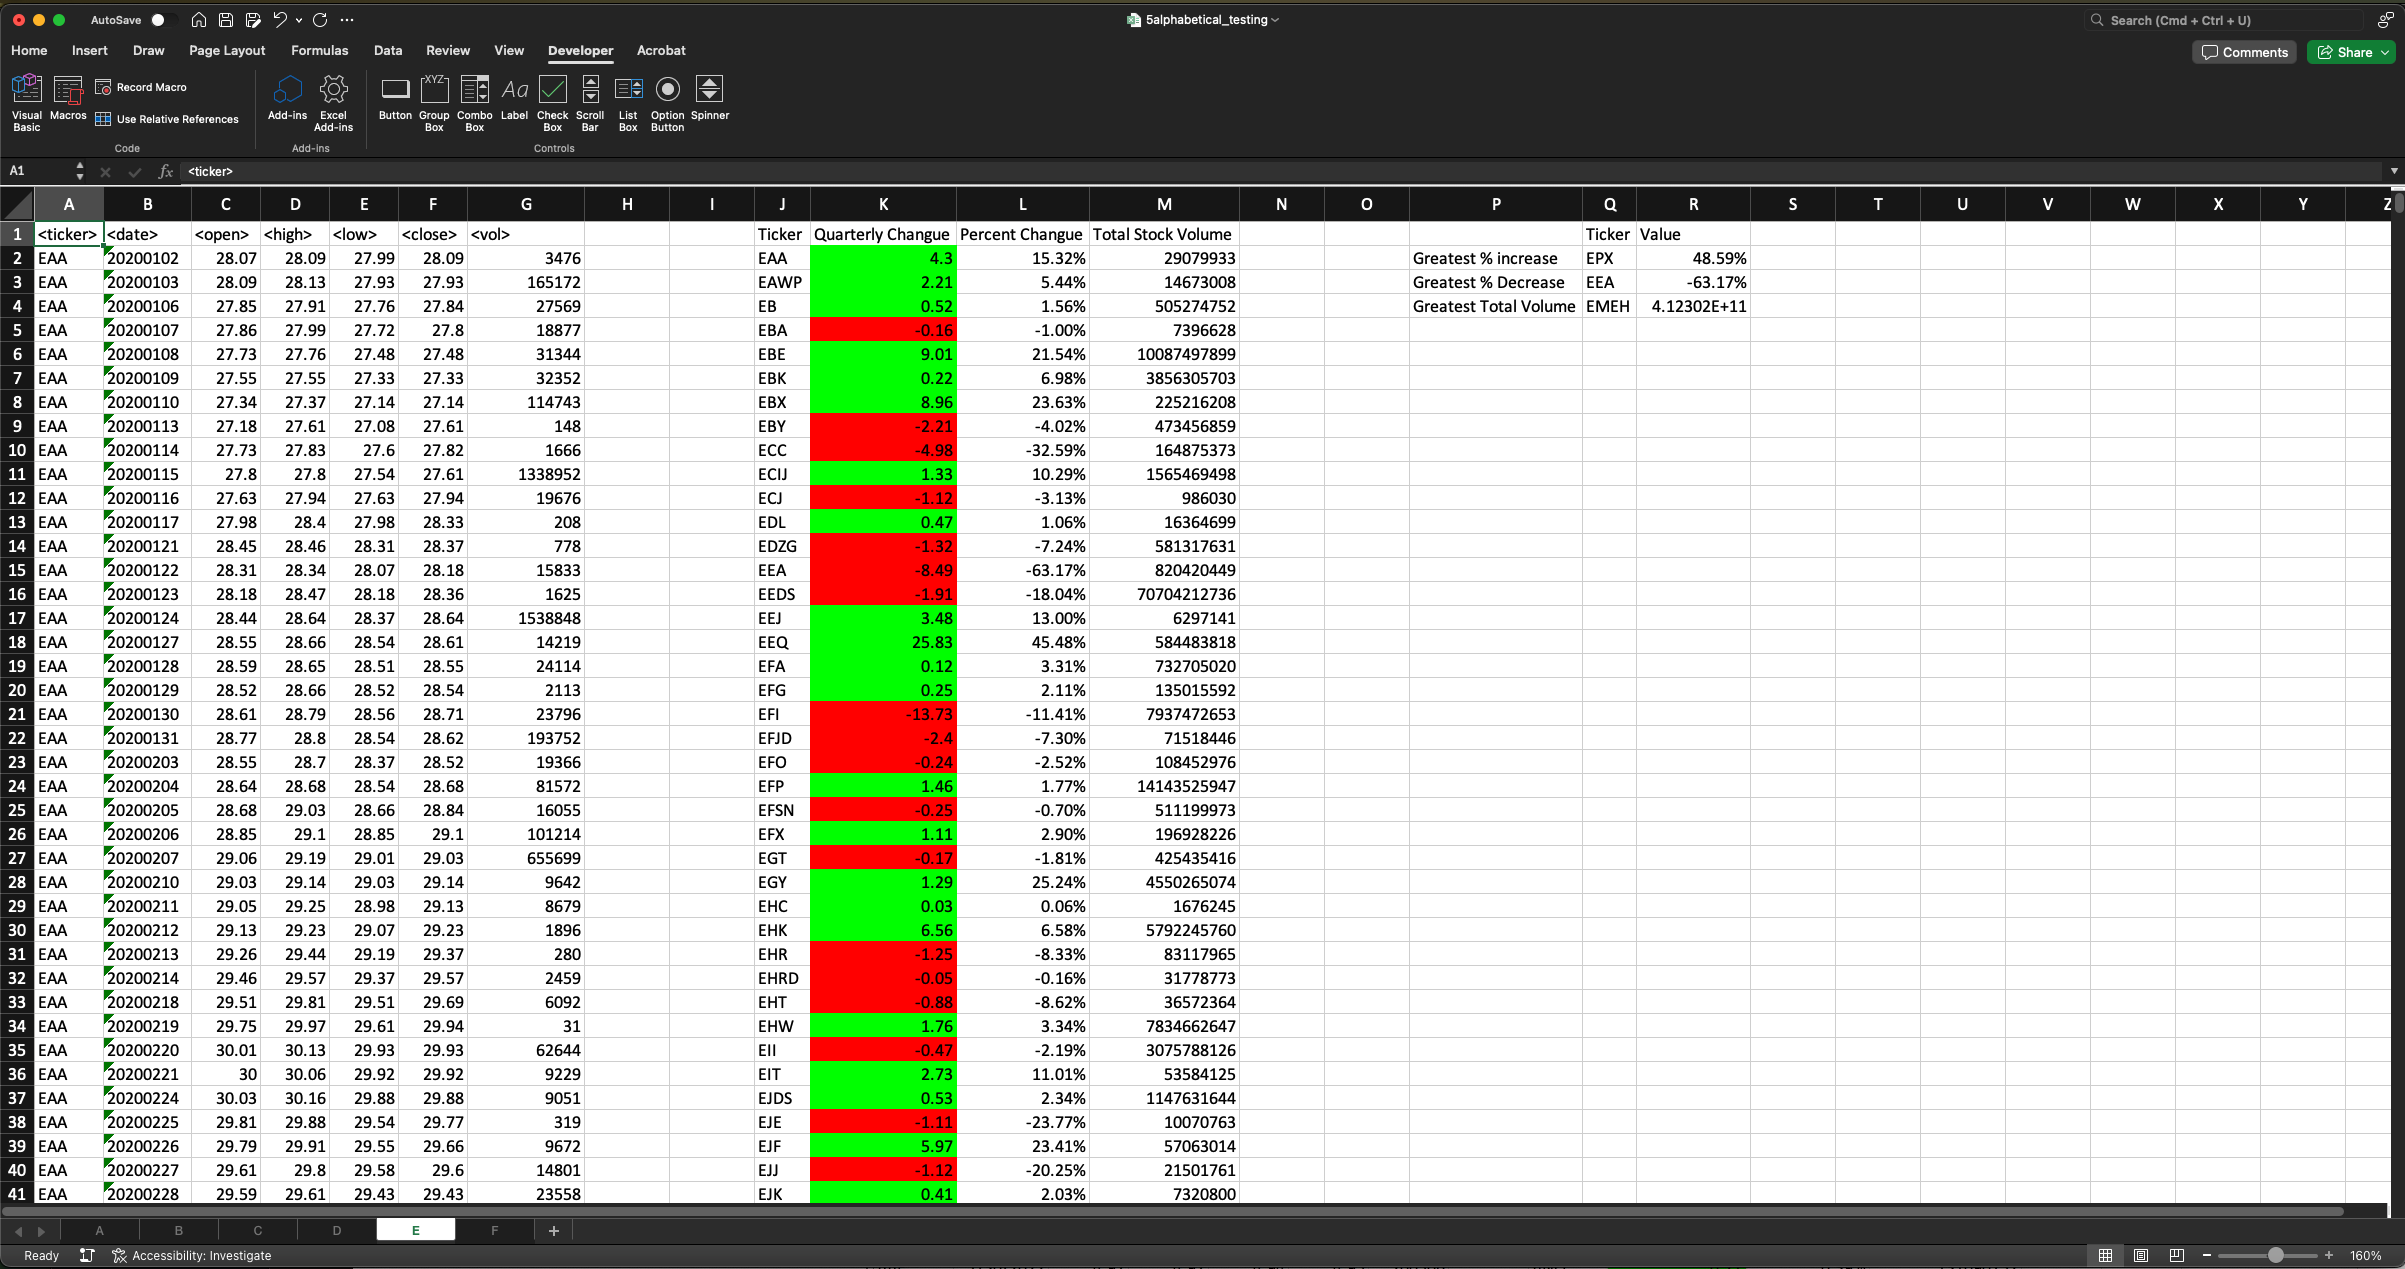 AutoSave
5alphabetical_testing
Search (Cmd + Ctrl + U)
Home Insert Draw Page Layout Formulas Data Review View Developer Acrobat
Comments Share
Visual Basic Macros Record Macro Use Relative References Add-ins Excel Add-ins Button Group Box Combo Box Label Check Box Scroll Bar List Box Option Button Spinner
Code Add-ins Controls
A1 fx <ticker>
A B C D E F G H I J K L M N O P Q R S T U V W X Y Z
1 <ticker> <date> <open> <high> <low> <close> <vol> Ticker Quarterly Changue Percent Changue Total Stock Volume Ticker Value
2 EAA 20200102 28.07 28.09 27.99 28.09 3476 EAA 4.3 15.32% 29079933 Greatest % increase EPX 48.59%
3 EAA 20200103 28.09 28.13 27.93 27.93 165172 EAWP 2.21 5.44% 14673008 Greatest % Decrease EEA -63.17%
4 EAA 20200106 27.85 27.91 27.76 27.84 27569 EB 0.52 1.56% 505274752 Greatest Total Volume EMEH 4.12302E+11
5 EAA 20200107 27.86 27.99 27.72 27.8 18877 EBA -0.16 -1.00% 7396628
6 EAA 20200108 27.73 27.76 27.48 27.48 31344 EBE 9.01 21.54% 10087497899
7 EAA 20200109 27.55 27.55 27.33 27.33 32352 EBK 0.22 6.98% 3856305703
8 EAA 20200110 27.34 27.37 27.14 27.14 114743 EBX 8.96 23.63% 225216208
9 EAA 20200113 27.18 27.61 27.08 27.61 148 EBY -2.21 -4.02% 473456859
10 EAA 20200114 27.73 27.83 27.6 27.82 1666 ECC -4.98 -32.59% 164875373
11 EAA 20200115 27.8 27.8 27.54 27.61 1338952 ECIJ 1.33 10.29% 1565469498
12 EAA 20200116 27.63 27.94 27.63 27.94 19676 ECJ -1.12 -3.13% 986030
13 EAA 20200117 27.98 28.4 27.98 28.33 208 EDL 0.47 1.06% 16364699
14 EAA 20200121 28.45 28.46 28.31 28.37 778 EDZG -1.32 -7.24% 581317631
15 EAA 20200122 28.31 28.34 28.07 28.18 15833 EEA -8.49 -63.17% 820420449
16 EAA 20200123 28.18 28.47 28.18 28.36 1625 EEDS -1.91 -18.04% 70704212736
17 EAA 20200124 28.44 28.64 28.37 28.64 1538848 EEJ 3.48 13.00% 6297141
18 EAA 20200127 28.55 28.66 28.54 28.61 14219 EEQ 25.83 45.48% 584483818
19 EAA 20200128 28.59 28.65 28.51 28.55 24114 EFA 0.12 3.31% 732705020
20 EAA 20200129 28.52 28.66 28.52 28.54 2113 EFG 0.25 2.11% 135015592
21 EAA 20200130 28.61 28.79 28.56 28.71 23796 EFI -13.73 -11.41% 7937472653
22 EAA 20200131 28.77 28.8 28.54 28.62 193752 EFJD -2.4 -7.30% 71518446
23 EAA 20200203 28.55 28.7 28.37 28.52 19366 EFO -0.24 -2.52% 108452976
24 EAA 20200204 28.64 28.68 28.54 28.68 81572 EFP 1.46 1.77% 14143525947
25 EAA 20200205 28.68 29.03 28.66 28.84 16055 EFSN -0.25 -0.70% 511199973
26 EAA 20200206 28.85 29.1 28.85 29.1 101214 EFX 1.11 2.90% 196928226
27 EAA 20200207 29.06 29.19 29.01 29.03 655699 EGT -0.17 -1.81% 425435416
28 EAA 20200210 29.03 29.14 29.03 29.14 9642 EGY 1.29 25.24% 4550265074
29 EAA 20200211 29.05 29.25 28.98 29.13 8679 EHC 0.03 0.06% 1676245
30 EAA 20200212 29.13 29.23 29.07 29.23 1896 EHK 6.56 6.58% 5792245760
31 EAA 20200213 29.26 29.44 29.19 29.37 280 EHR -1.25 -8.33% 83117965
32 EAA 20200214 29.46 29.57 29.37 29.57 2459 EHRD -0.05 -0.16% 31778773
33 EAA 20200218 29.51 29.81 29.51 29.69 6092 EHT -0.88 -8.62% 36572364
34 EAA 20200219 29.75 29.97 29.61 29.94 31 EHW 1.76 3.34% 7834662647
35 EAA 20200220 30.01 30.13 29.93 29.93 62644 EII -0.47 -2.19% 3075788126
36 EAA 20200221 30 30.06 29.92 29.92 9229 EIT 2.73 11.01% 53584125
37 EAA 20200224 30.03 30.16 29.88 29.88 9051 EJDS 0.53 2.34% 1147631644
38 EAA 20200225 29.81 29.88 29.54 29.77 319 EJE -1.11 -23.77% 10070763
39 EAA 20200226 29.79 29.91 29.55 29.66 9672 EJF 5.97 23.41% 57063014
40 EAA 20200227 29.61 29.8 29.58 29.6 14801 EJJ -1.12 -20.25% 21501761
41 EAA 20200228 29.59 29.61 29.43 29.43 23558 EJK 0.41 2.03% 7320800
A B C D E F +
Ready Accessibility: Investigate 160%